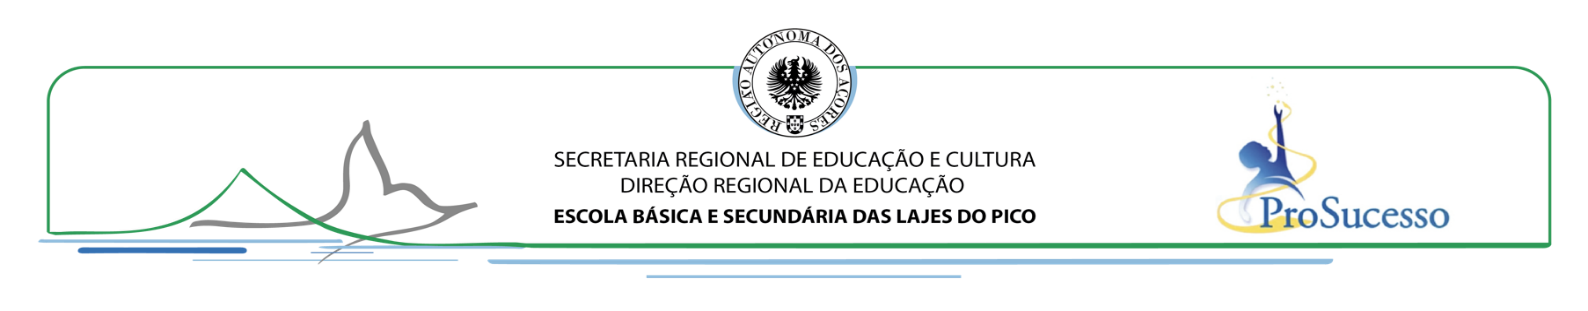 REGIÃO AUTÓNOMA DOS AÇORES
SECRETARIA REGIONAL DE EDUCAÇÃO E CULTURA
DIREÇÃO REGIONAL DA EDUCAÇÃO
ESCOLA BÁSICA E SECUNDÁRIA DAS LAJES DO PICO
ProSucesso